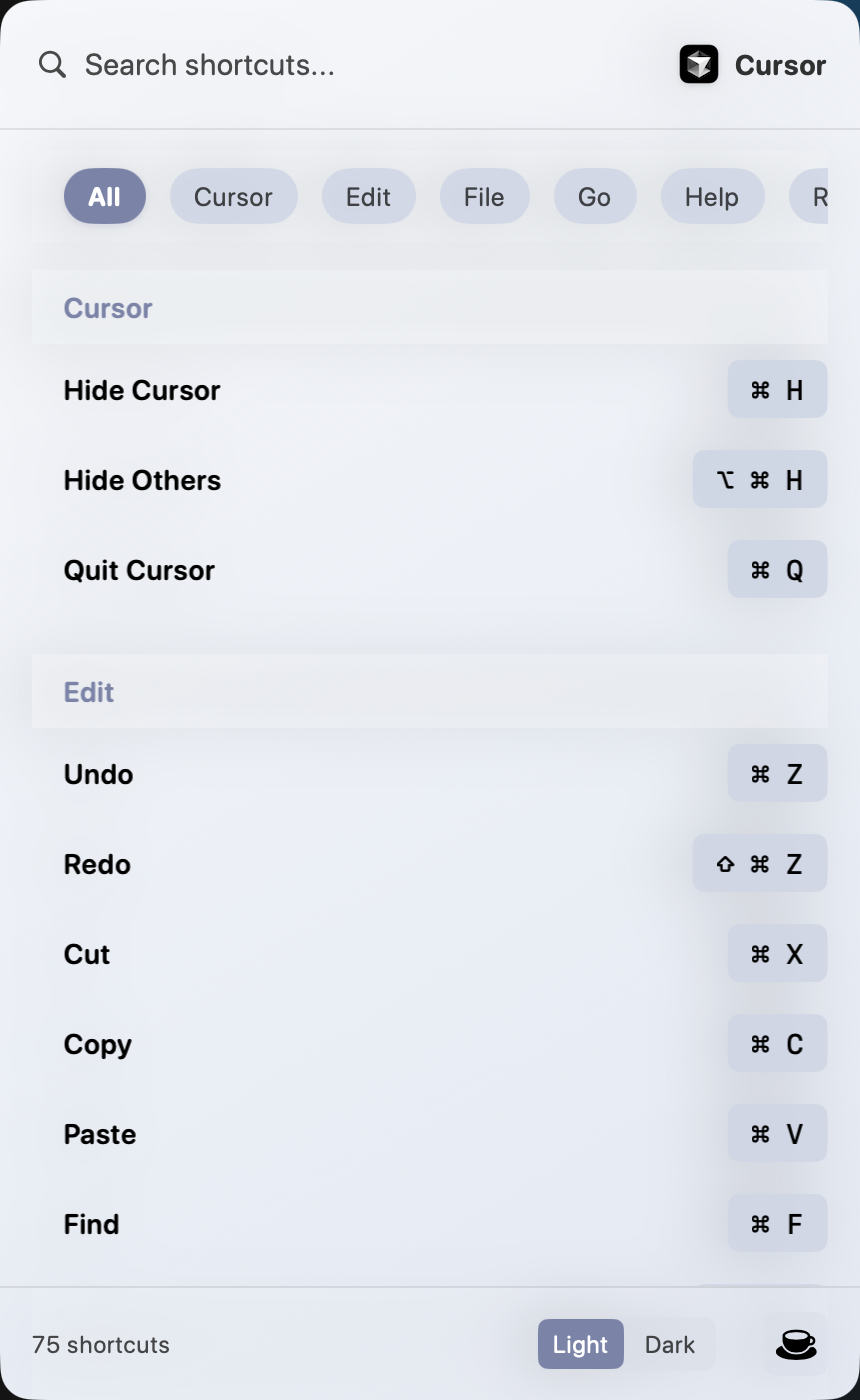 Search shortcuts...
Cursor
All Cursor Edit File Go Help R
Cursor
Hide Cursor ⌘ H
Hide Others ⌥ ⌘ H
Quit Cursor ⌘ Q
Edit
Undo ⌘ Z
Redo ⇧ ⌘ Z
Cut ⌘ X
Copy ⌘ C
Paste ⌘ V
Find ⌘ F
75 shortcuts Light Dark